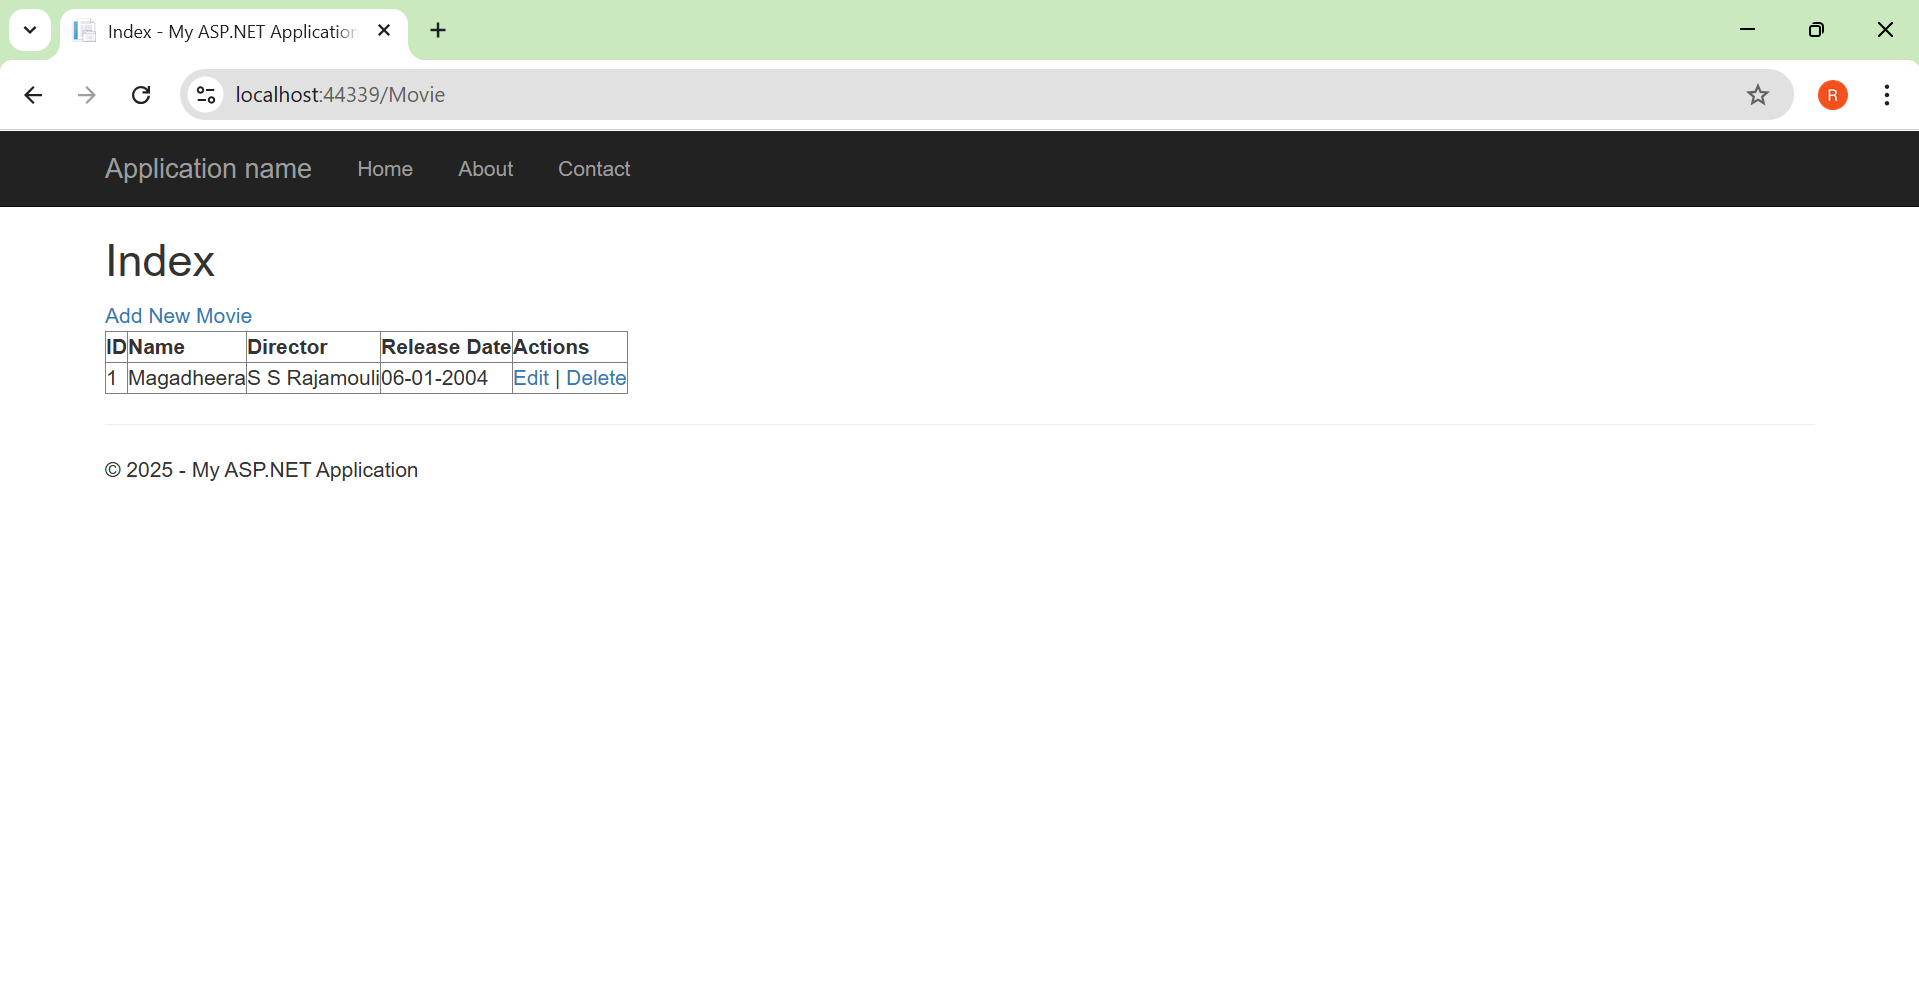 Index - My ASP.NET Application
localhost:44339/Movie
R
Application name Home About Contact
Index
Add New Movie
ID Name Director Release Date Actions
1 Magadheera S S Rajamouli 06-01-2004 Edit | Delete
© 2025 - My ASP.NET Application